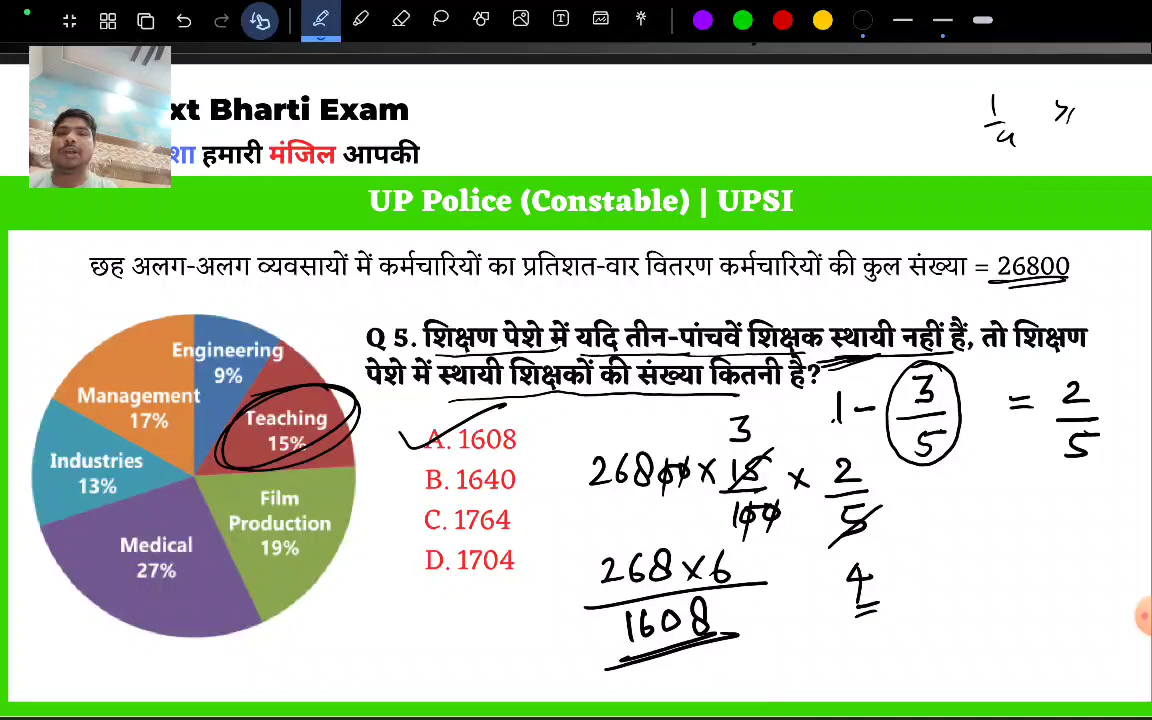 xt Bharti Exam
शा हमारी मंजिल आपकी
1/4
UP Police (Constable) | UPSI
छह अलग-अलग व्यवसायों में कर्मचारियों का प्रतिशत-वार वितरण कर्मचारियों की कुल संख्या = 26800
Q 5. शिक्षण पेशे में यदि तीन-पांचवें शिक्षक स्थायी नहीं हैं, तो शिक्षण
पेशे में स्थायी शिक्षकों की संख्या कितनी है?
Engineering
9%
Teaching
15%
Management
17%
Industries
13%
Film
Production
19%
Medical
27%
A. 1608
B. 1640
C. 1764
D. 1704
1 - 3/5 = 2/5
3
26800 × 15/100 × 2/5
268 × 6
1608
4